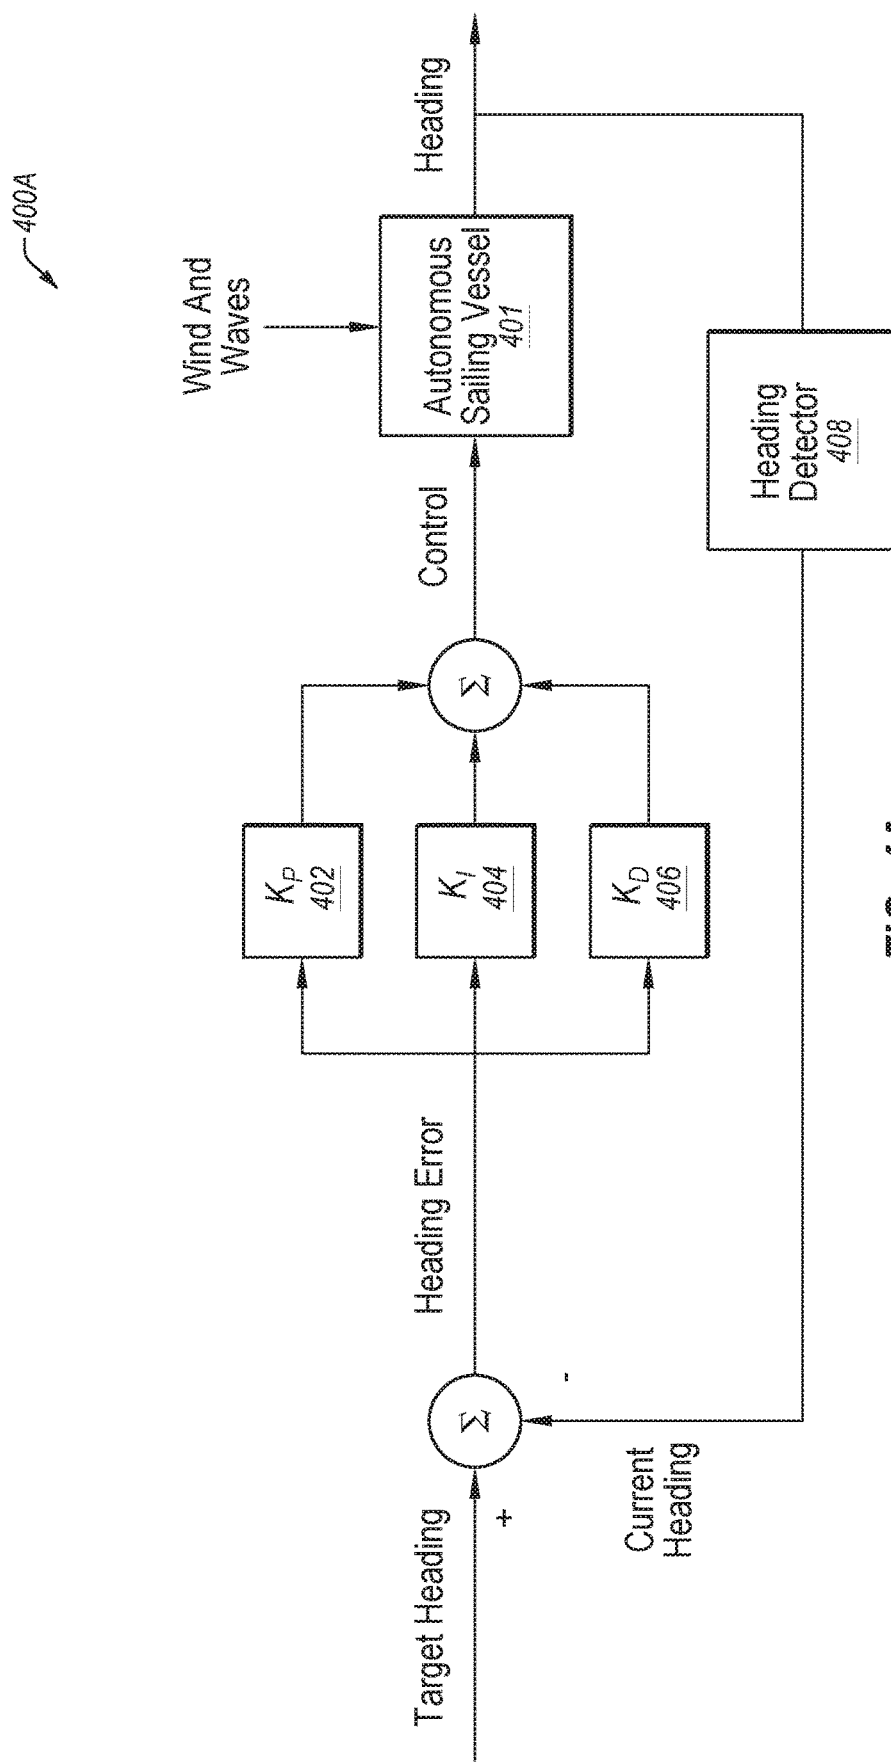 400A
Wind And
Waves
Target Heading
+
Current
Heading
-
Σ
Heading Error
K_P
402
K_I
404
K_D
406
Σ
Control
Autonomous
Sailing Vessel
401
Heading
Heading
Detector
408